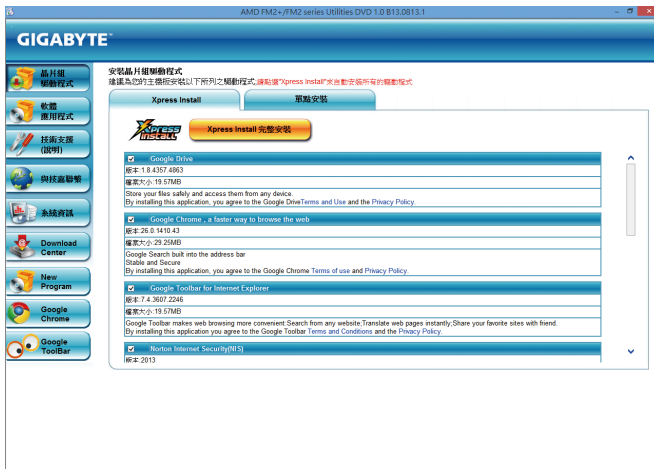 AMD FM2+/FM2 series Utilities DVD 1.0 B13.0813.1
GIGABYTE™
晶片組
驅動程式
軟體
應用程式
技術支援
(說明)
與技嘉聯繫
系統資訊
Download
Center
New
Program
Google
Chrome
Google
ToolBar
安裝晶片組驅動程式
建議為您的主機板安裝以下所列之驅動程式,請點選"Xpress Install"來自動安裝所有的驅動程式
Xpress Install
單點安裝
Xpress
Install
Xpress Install 完整安裝
Google Drive
版本:1.8.4357.4863
檔案大小:19.57MB
Store your files safely and access them from any device.
By installing this application, you agree to the Google DriveTerms and Use and the Privacy Policy.
Google Chrome , a faster way to browse the web
版本:26.0.1410.43
檔案大小:29.25MB
Google Search built into the address bar
Stable and Secure
By installing this application, you agree to the Google Chrome Terms of use and Privacy Policy.
Google Toolbar for Internet Explorer
版本:7.4.3607.2246
檔案大小:19.57MB
Google Toolbar makes web browsing more convenient:Search from any website;Translate web pages instantly;Share your favorite sites with friend.
By installing this application you agree to the Google Toolbar Terms and Conditions and the Privacy Policy.
Norton Internet Security(NIS)
版本:2013